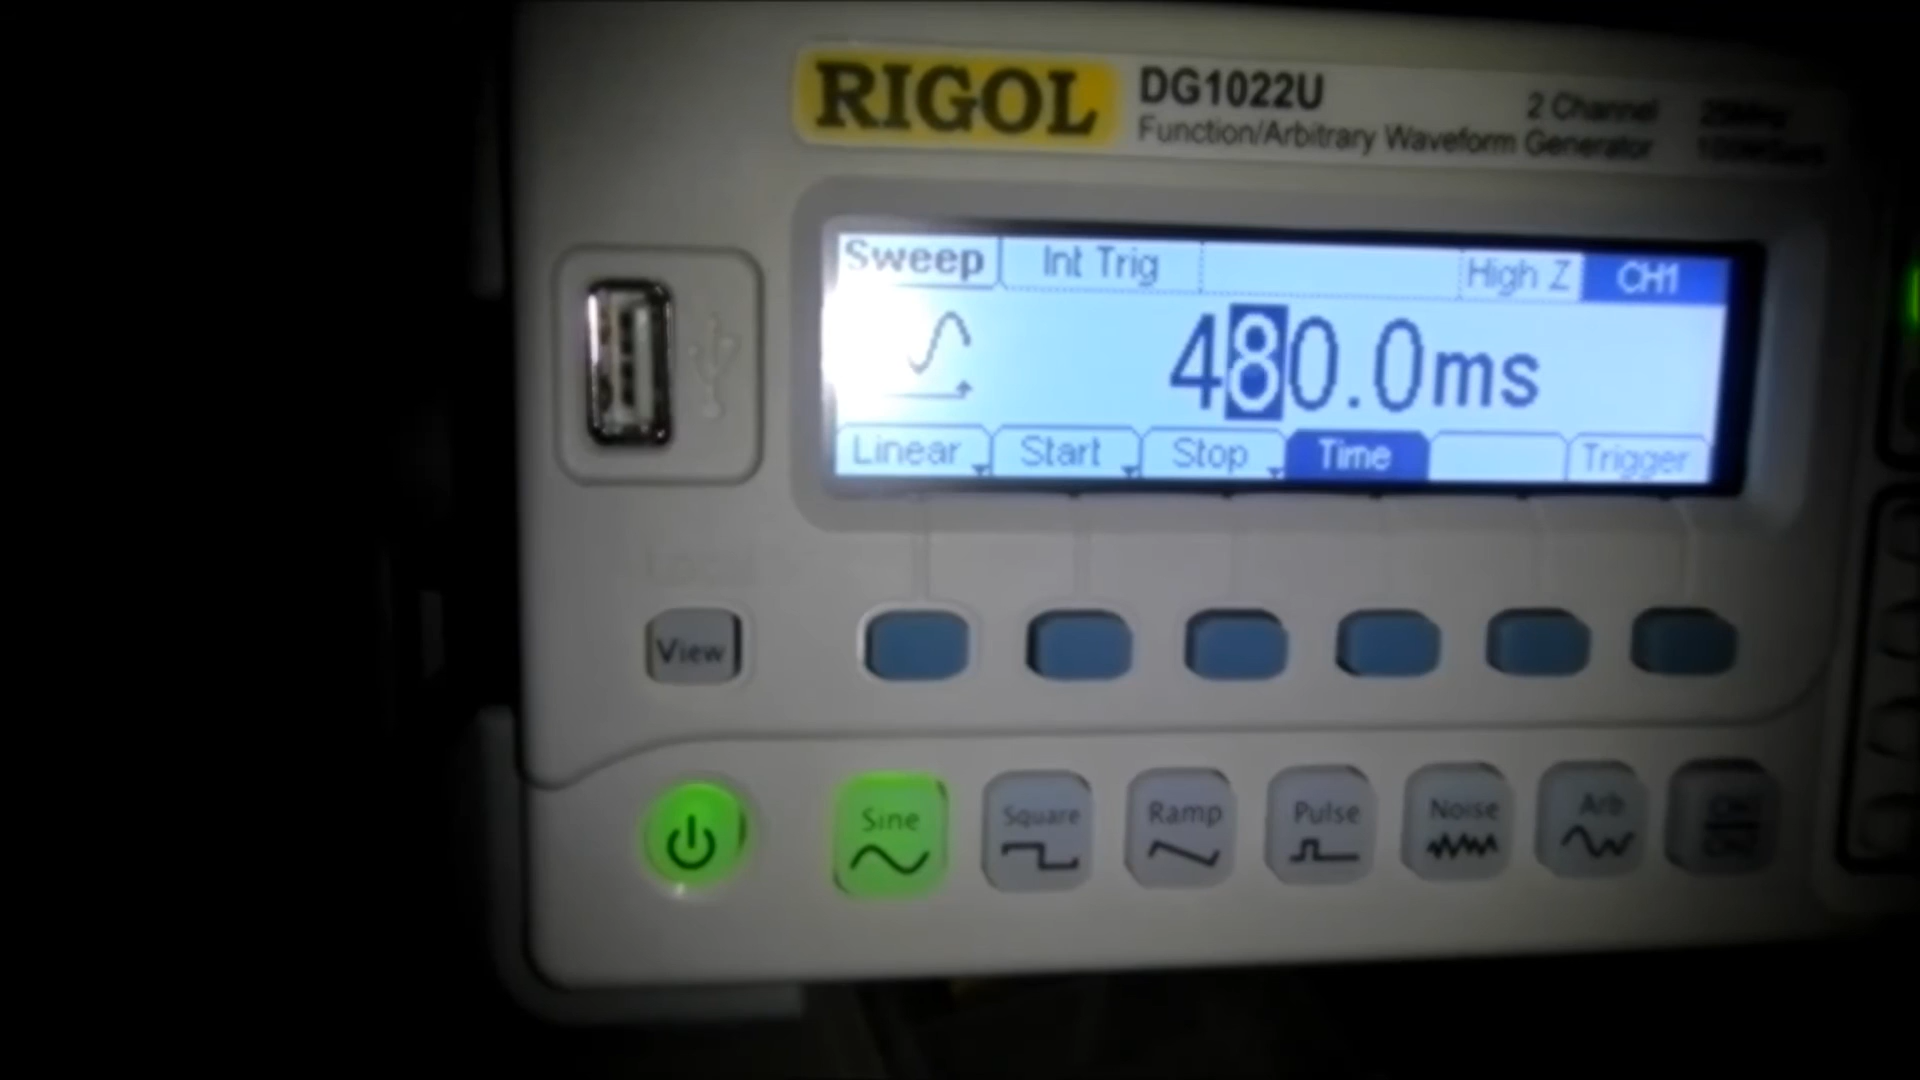 RIGOL DG1022U
2 Channel
Function/Arbitrary Waveform Generator
Sweep Int Trig High Z CH1
480.0ms
Linear Start Stop Time Trigger
View
Sine Square Ramp Pulse Noise Arb